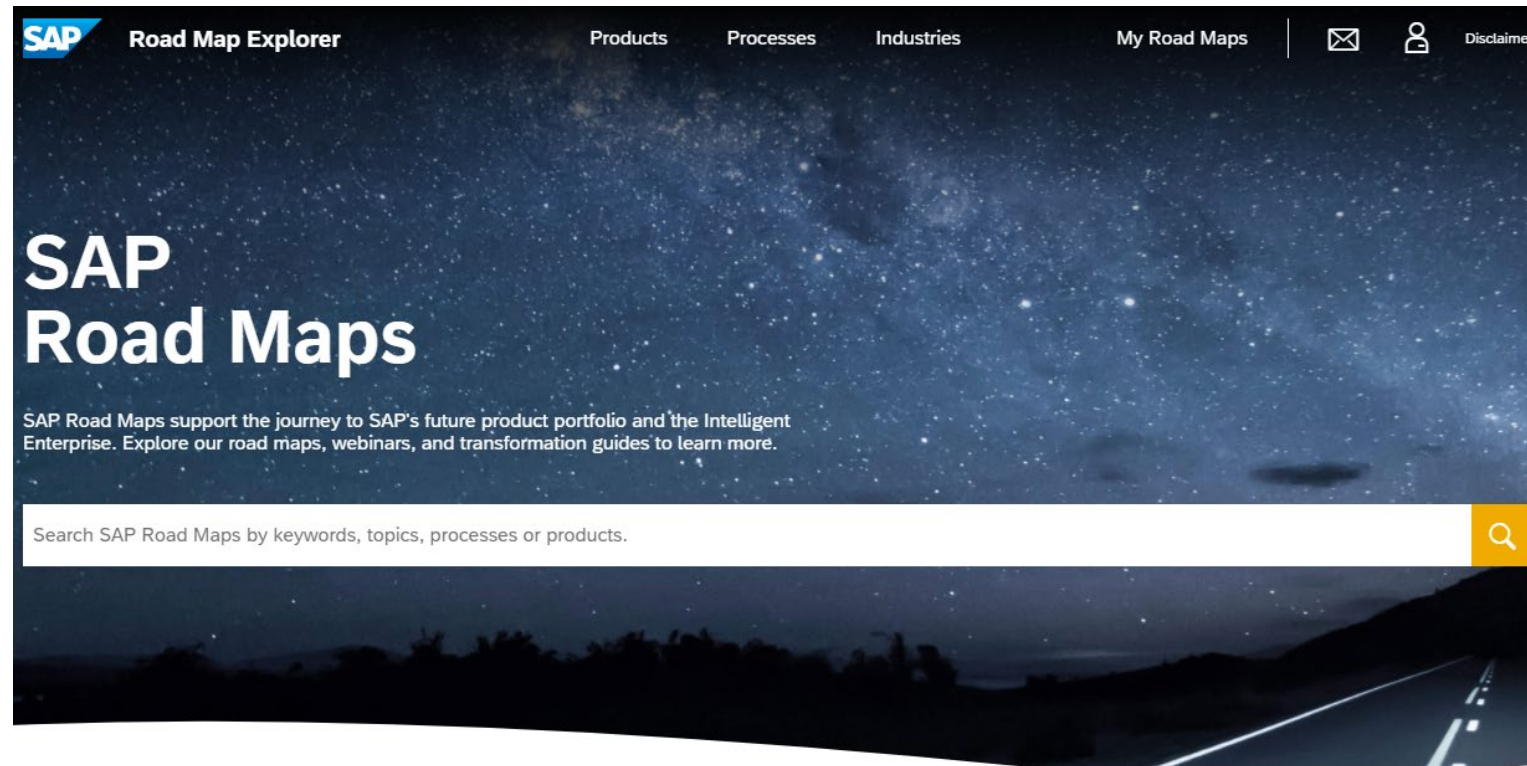 SAP Road Map Explorer Products Processes Industries My Road Maps Disclaime
SAP
Road Maps
SAP Road Maps support the journey to SAP's future product portfolio and the Intelligent
Enterprise. Explore our road maps, webinars, and transformation guides to learn more.
Search SAP Road Maps by keywords, topics, processes or products.